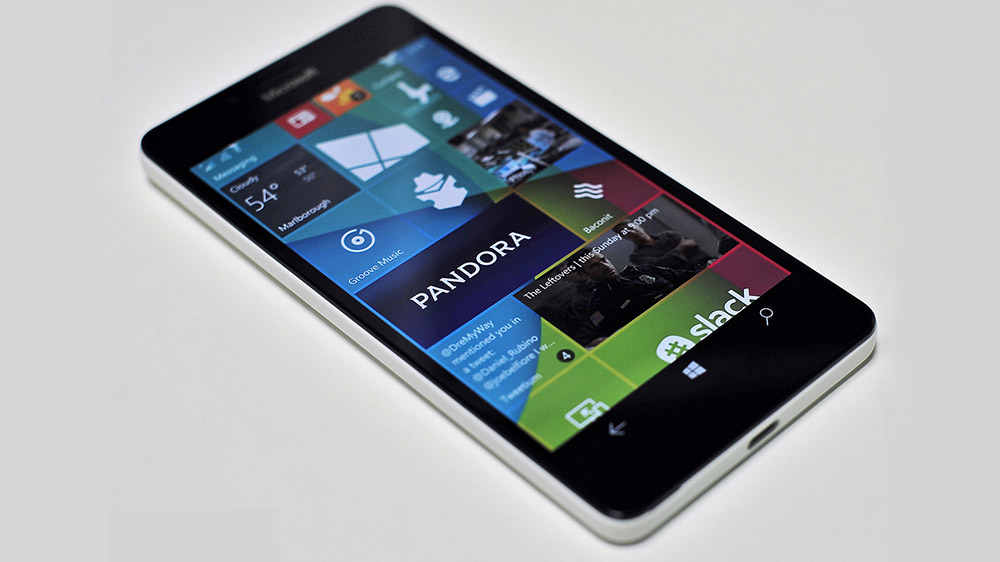 Microsoft
Messaging
Cloudy
54°
53°
50°
Marlborough
Groove Music
PANDORA
Photos
Baconit
The Leftovers | this Sunday at 9:00 pm
@DreMyWay
mentioned you in
a tweet:
@Daniel_Rubino
@joebelfiore I w...
Tweetium
4
slack